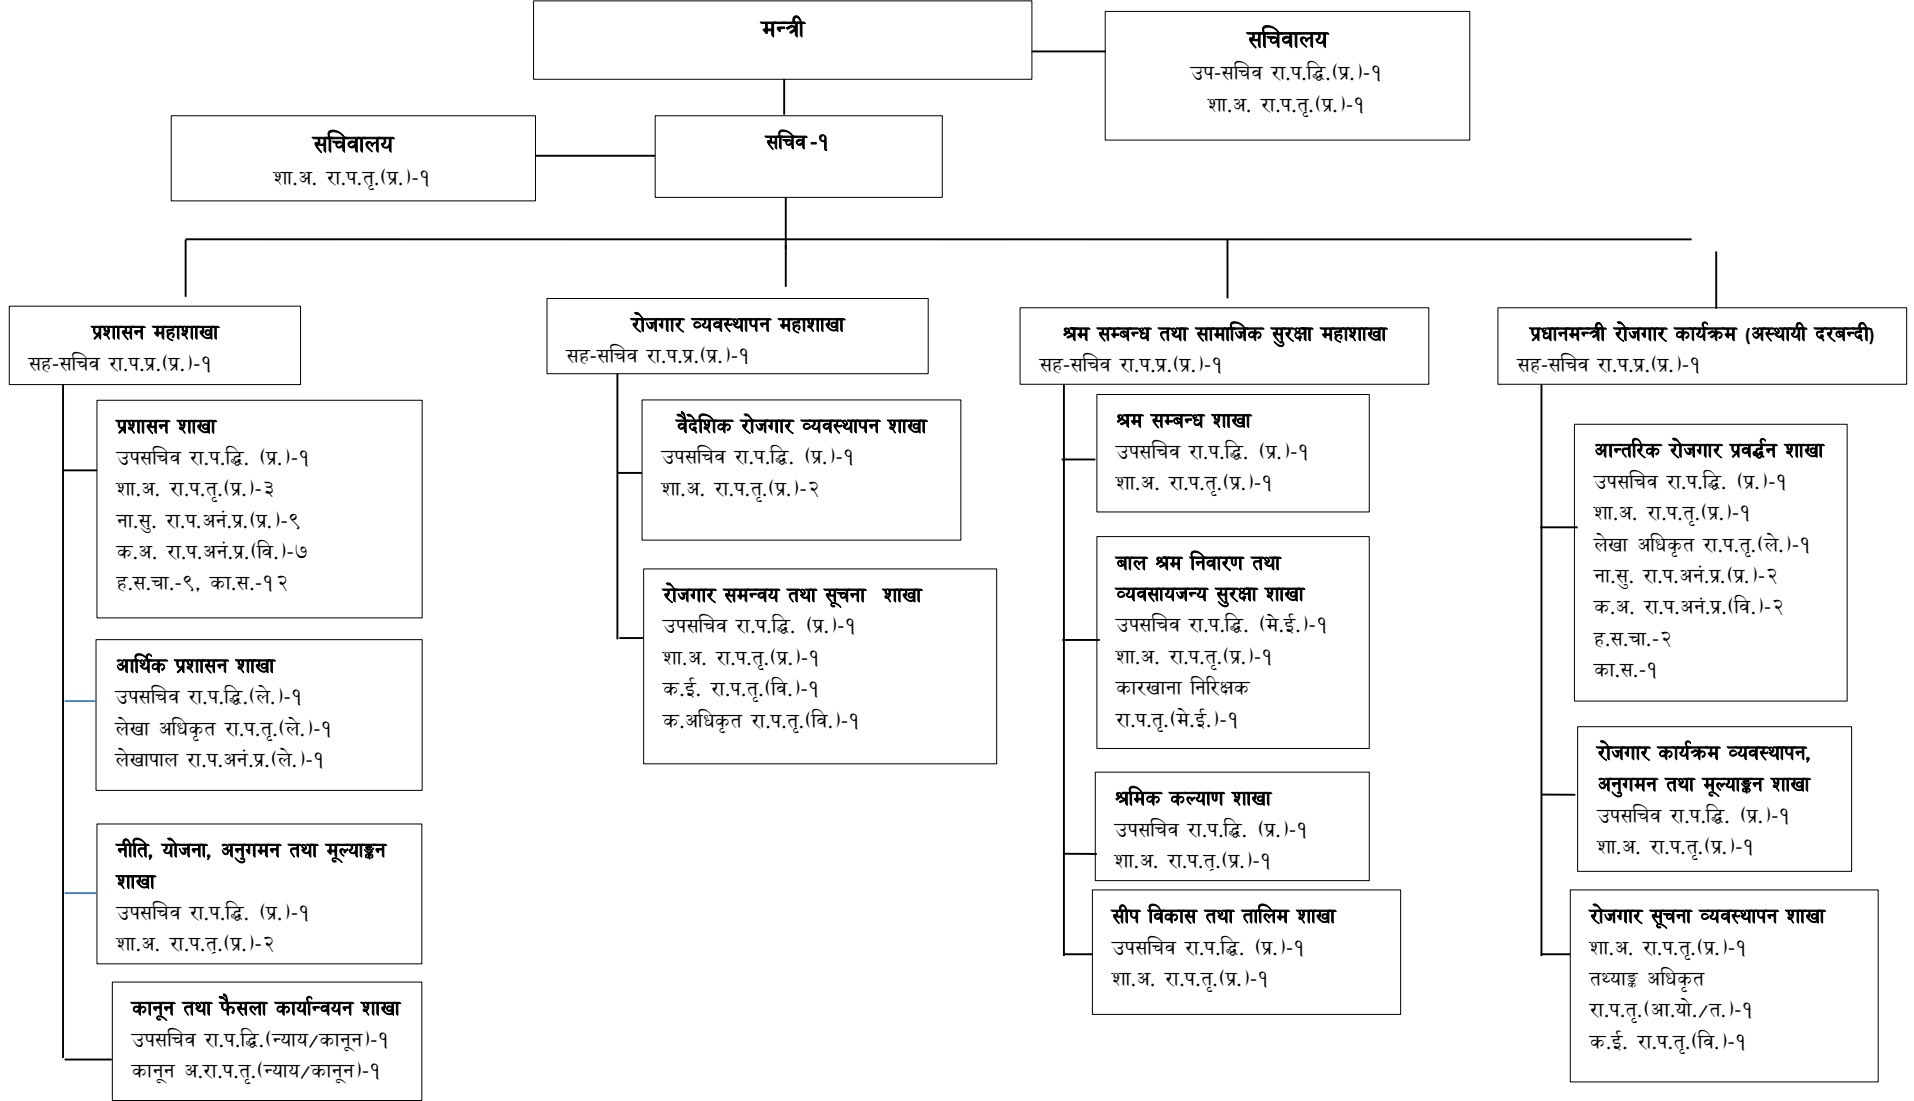 मन्त्री
सचिवालय
उप-सचिव रा.प.द्धि.(प्र.)-१
शा.अ. रा.प.तृ.(प्र.)-१
सचिवालय
शा.अ. रा.प.तृ.(प्र.)-१
सचिव-१
प्रशासन महाशाखा
सह-सचिव रा.प.प्र.(प्र.)-१
प्रशासन शाखा
उपसचिव रा.प.द्धि. (प्र.)-१
शा.अ. रा.प.तृ.(प्र.)-३
ना.सु. रा.प.अनं.प्र.(प्र.)-९
क.अ. रा.प.अनं.प्र.(वि.)-७
ह.स.चा.-९, का.स.-१२
आर्थिक प्रशासन शाखा
उपसचिव रा.प.द्धि.(ले.)-१
लेखा अधिकृत रा.प.तृ.(ले.)-१
लेखापाल रा.प.अनं.प्र.(ले.)-१
नीति, योजना, अनुगमन तथा मूल्याङ्कन
शाखा
उपसचिव रा.प.द्धि. (प्र.)-१
शा.अ. रा.प.तृ.(प्र.)-२
कानून तथा फैसला कार्यान्वयन शाखा
उपसचिव रा.प.द्धि.(न्याय/कानून)-१
कानून अ.रा.प.तृ.(न्याय/कानून)-१
रोजगार व्यवस्थापन महाशाखा
सह-सचिव रा.प.प्र.(प्र.)-१
वैदेशिक रोजगार व्यवस्थापन शाखा
उपसचिव रा.प.द्धि. (प्र.)-१
शा.अ. रा.प.तृ.(प्र.)-२
रोजगार समन्वय तथा सूचना शाखा
उपसचिव रा.प.द्धि. (प्र.)-१
शा.अ. रा.प.तृ.(प्र.)-१
क.ई. रा.प.तृ.(वि.)-१
क.अधिकृत रा.प.तृ.(वि.)-१
श्रम सम्बन्ध तथा सामाजिक सुरक्षा महाशाखा
सह-सचिव रा.प.प्र.(प्र.)-१
श्रम सम्बन्ध शाखा
उपसचिव रा.प.द्धि. (प्र.)-१
शा.अ. रा.प.तृ.(प्र.)-१
बाल श्रम निवारण तथा
व्यवसायजन्य सुरक्षा शाखा
उपसचिव रा.प.द्धि. (मे.ई.)-१
शा.अ. रा.प.तृ.(प्र.)-१
कारखाना निरिक्षक
रा.प.तृ.(मे.ई.)-१
श्रमिक कल्याण शाखा
उपसचिव रा.प.द्धि. (प्र.)-१
शा.अ. रा.प.तृ.(प्र.)-१
सीप विकास तथा तालिम शाखा
उपसचिव रा.प.द्धि. (प्र.)-१
शा.अ. रा.प.तृ.(प्र.)-१
प्रधानमन्त्री रोजगार कार्यक्रम (अस्थायी दरबन्दी)
सह-सचिव रा.प.प्र.(प्र.)-१
आन्तरिक रोजगार प्रवर्द्धन शाखा
उपसचिव रा.प.द्धि. (प्र.)-१
शा.अ. रा.प.तृ.(प्र.)-१
लेखा अधिकृत रा.प.तृ.(ले.)-१
ना.सु. रा.प.अनं.प्र.(प्र.)-२
क.अ. रा.प.अनं.प्र.(वि.)-२
ह.स.चा.-२
का.स.-१
रोजगार कार्यक्रम व्यवस्थापन,
अनुगमन तथा मूल्याङ्कन शाखा
उपसचिव रा.प.द्धि. (प्र.)-१
शा.अ. रा.प.तृ.(प्र.)-१
रोजगार सूचना व्यवस्थापन शाखा
शा.अ. रा.प.तृ.(प्र.)-१
तथ्याङ्क अधिकृत
रा.प.तृ.(आ.यो./त.)-१
क.ई. रा.प.तृ.(वि.)-१